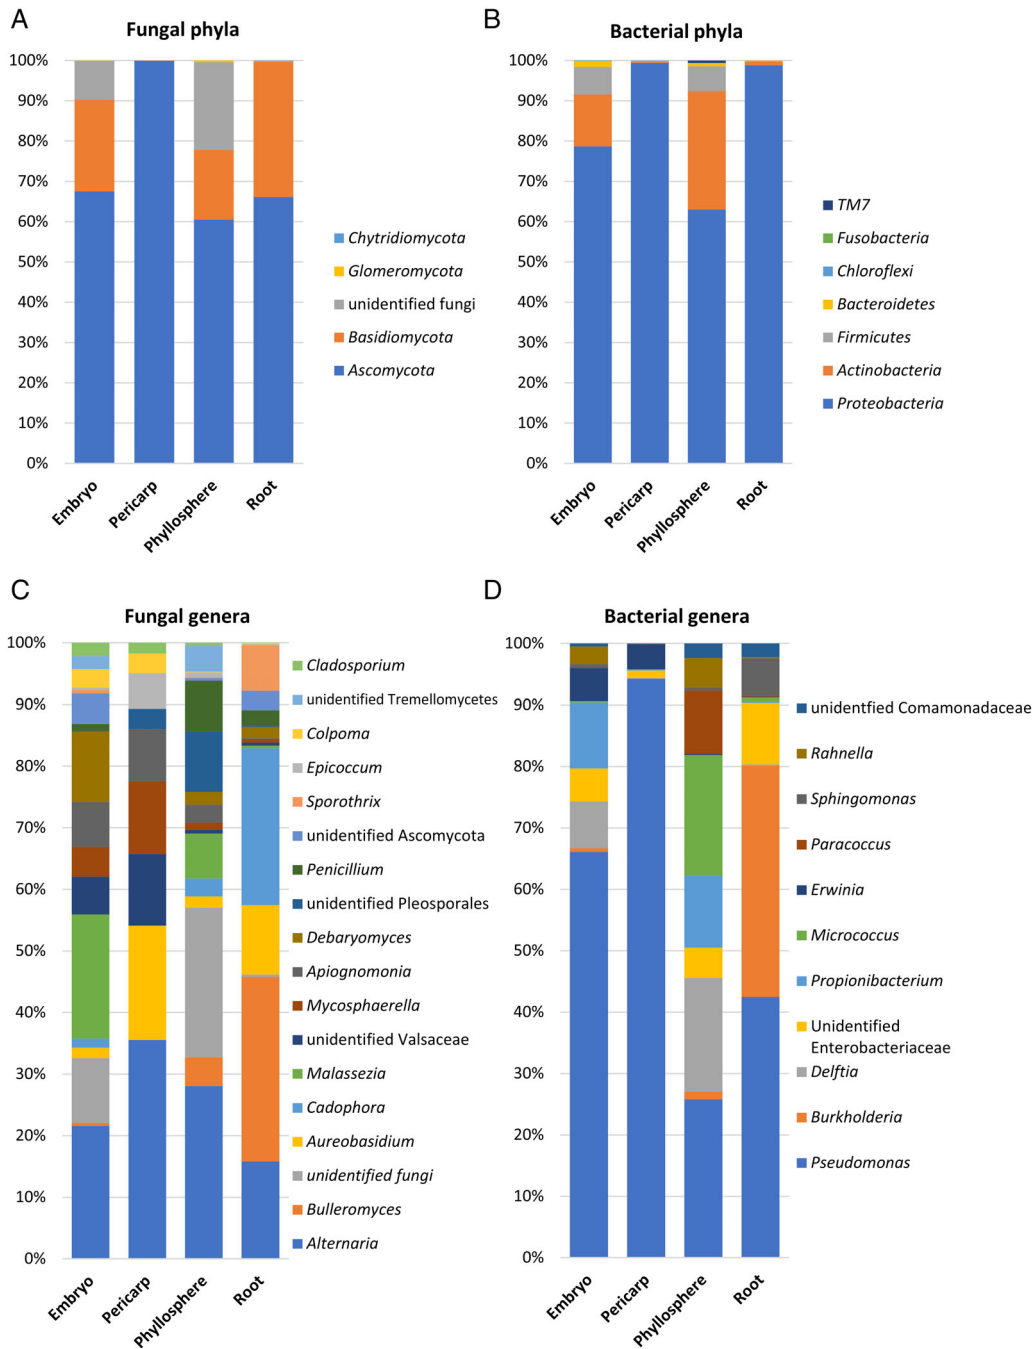 A
Fungal phyla
100%
90%
80%
70%
60%
50%
40%
30%
20%
10%
0%
Embryo
Pericarp
Phyllosphere
Root
Chytridiomycota
Glomeromycota
unidentified fungi
Basidiomycota
Ascomycota
B
Bacterial phyla
100%
90%
80%
70%
60%
50%
40%
30%
20%
10%
0%
Embryo
Pericarp
Phyllosphere
Root
TM7
Fusobacteria
Chloroflexi
Bacteroidetes
Firmicutes
Actinobacteria
Proteobacteria
C
Fungal genera
100%
90%
80%
70%
60%
50%
40%
30%
20%
10%
0%
Embryo
Pericarp
Phyllosphere
Root
Cladosporium
unidentified Tremellomycetes
Colpoma
Epicoccum
Sporothrix
unidentified Ascomycota
Penicillium
unidentified Pleosporales
Debaryomyces
Apiognomonia
Mycosphaerella
unidentified Valsaceae
Malassezia
Cadophora
Aureobasidium
unidentified fungi
Bulleromyces
Alternaria
D
Bacterial genera
100%
90%
80%
70%
60%
50%
40%
30%
20%
10%
0%
Embryo
Pericarp
Phyllosphere
Root
unidentfied Comamonadaceae
Rahnella
Sphingomonas
Paracoccus
Erwinia
Micrococcus
Propionibacterium
Unidentified
Enterobacteriaceae
Delftia
Burkholderia
Pseudomonas